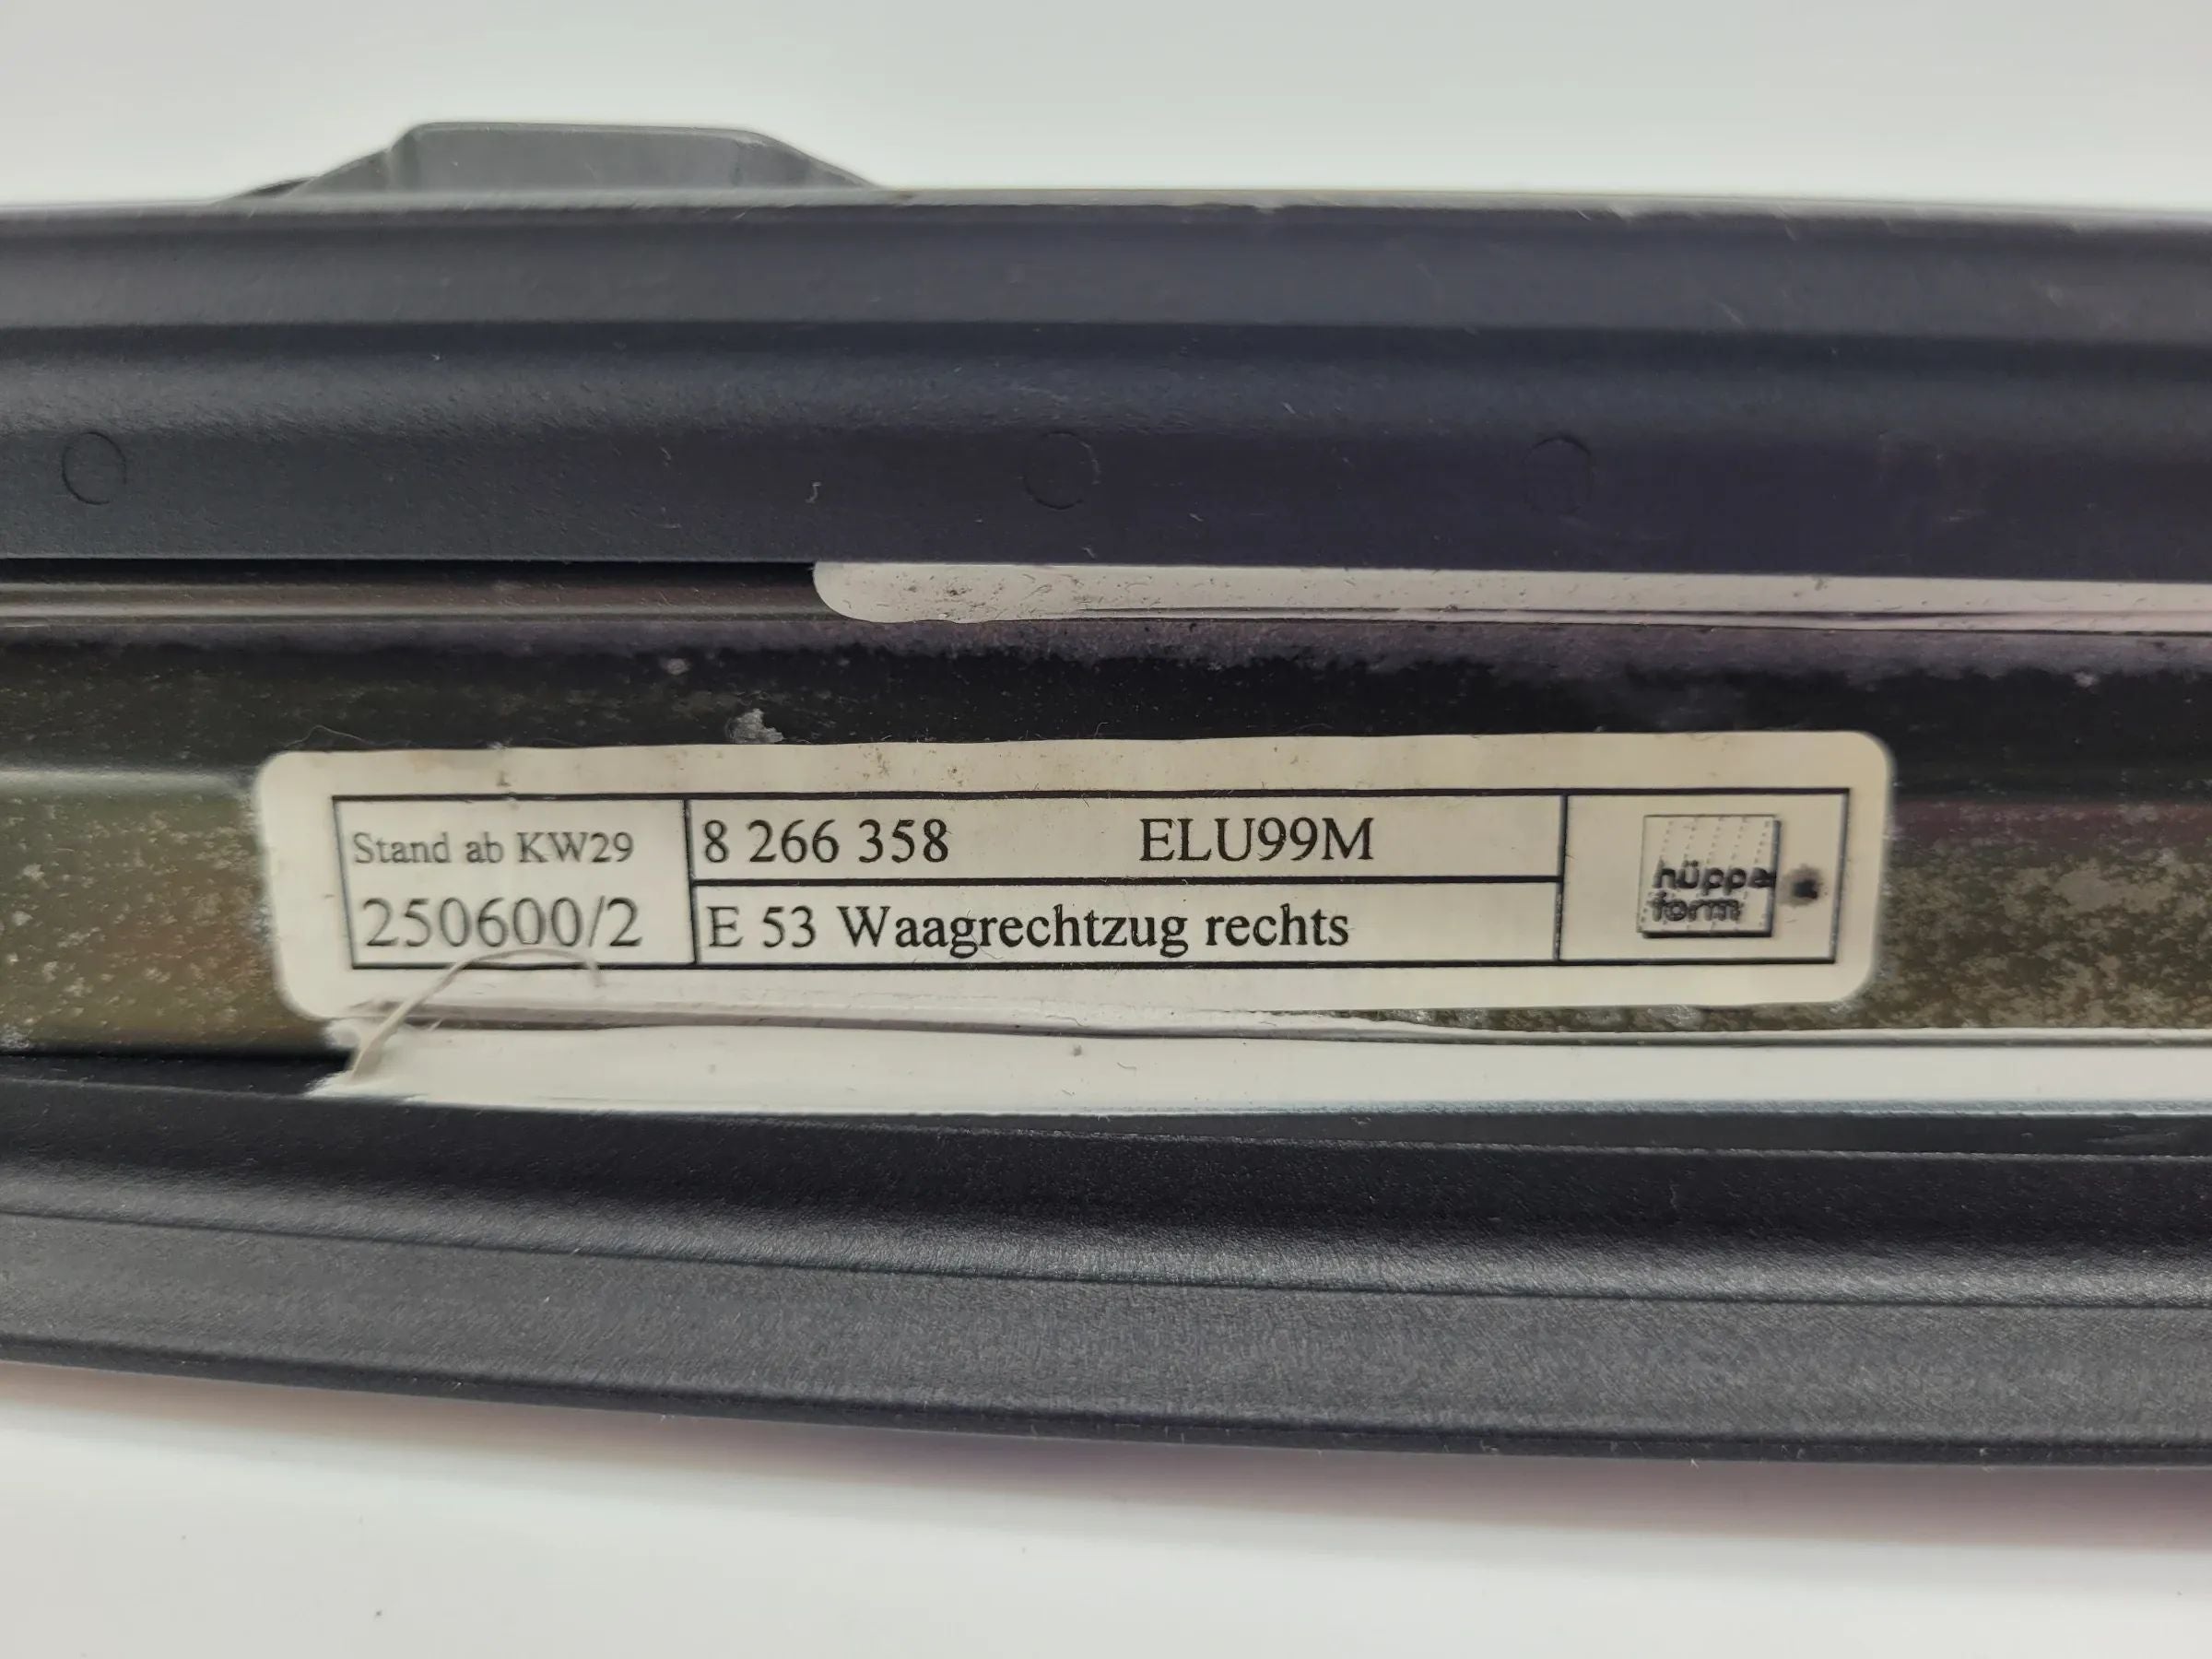 Stand ab KW29
250600/2
8 266 358 ELU99M
E 53 Waagrechtzug rechts
hüppe
form